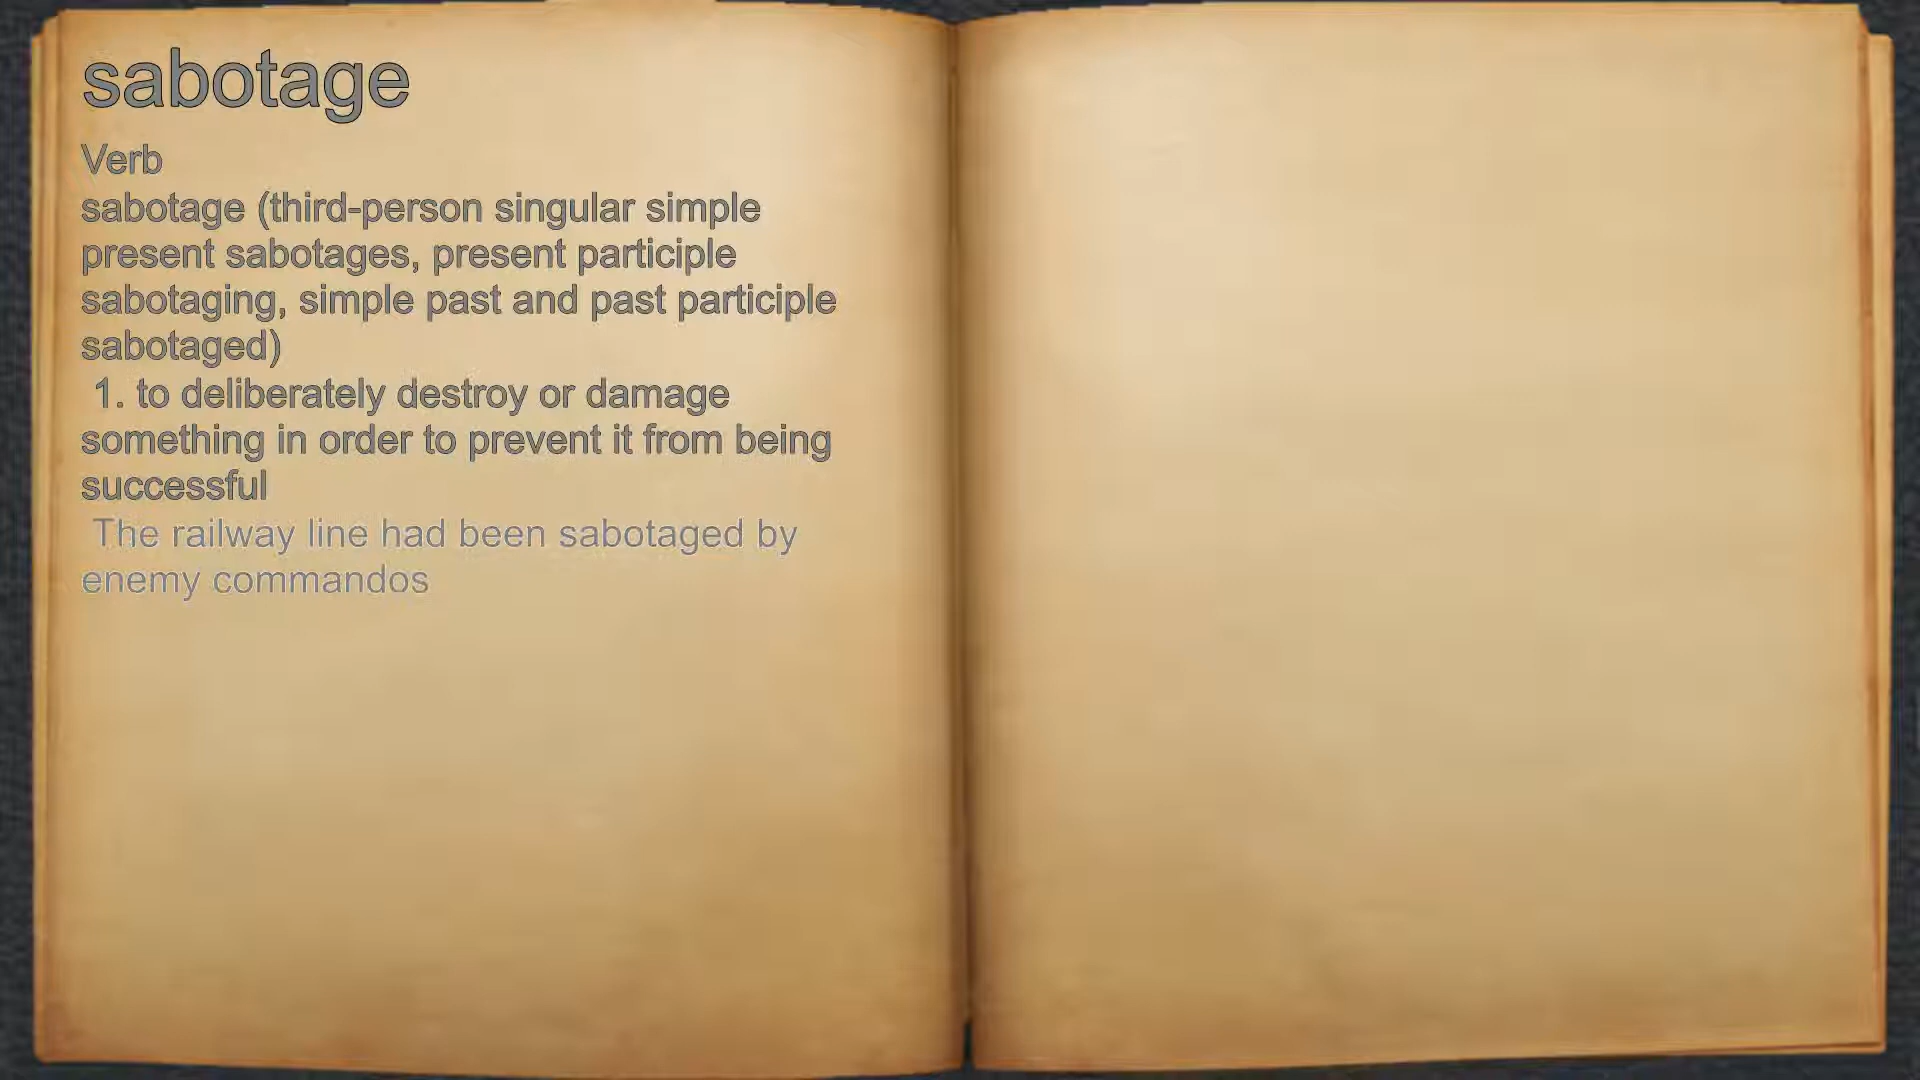 sabotage
Verb
sabotage (third-person singular simple
present sabotages, present participle
sabotaging, simple past and past participle
sabotaged)
1. to deliberately destroy or damage
something in order to prevent it from being
successful
The railway line had been sabotaged by
enemy commandos